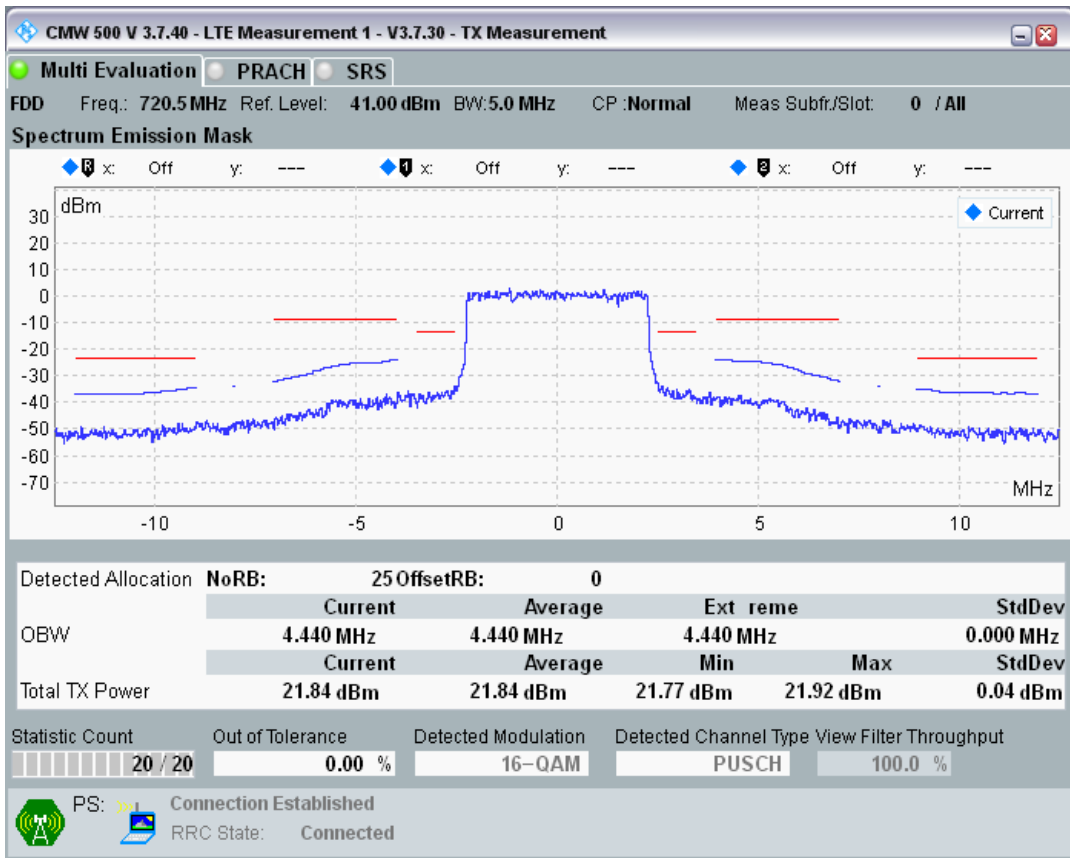 CMW 500 V 3.7.40 - LTE Measurement 1 - V3.7.30 - TX Measurement
Multi Evaluation PRACH SRS
FDD Freq.: 720.5 MHz Ref. Level: 41.00 dBm BW: 5.0 MHz CP : Normal Meas Subfr./Slot: 0 / All
Spectrum Emission Mask
R x: Off y: --- 1 x: Off y: --- 2 x: Off y: ---
dBm
Current
30
20
10
0
-10
-20
-30
-40
-50
-60
-70
MHz
-10 -5 0 5 10
Detected Allocation NoRB: 25 OffsetRB: 0
Current Average Ext reme StdDev
OBW 4.440 MHz 4.440 MHz 4.440 MHz 0.000 MHz
Current Average Min Max StdDev
Total TX Power 21.84 dBm 21.84 dBm 21.77 dBm 21.92 dBm 0.04 dBm
Statistic Count Out of Tolerance Detected Modulation Detected Channel Type View Filter Throughput
20 / 20 0.00 % 16-QAM PUSCH 100.0 %
PS: Connection Established
RRC State: Connected